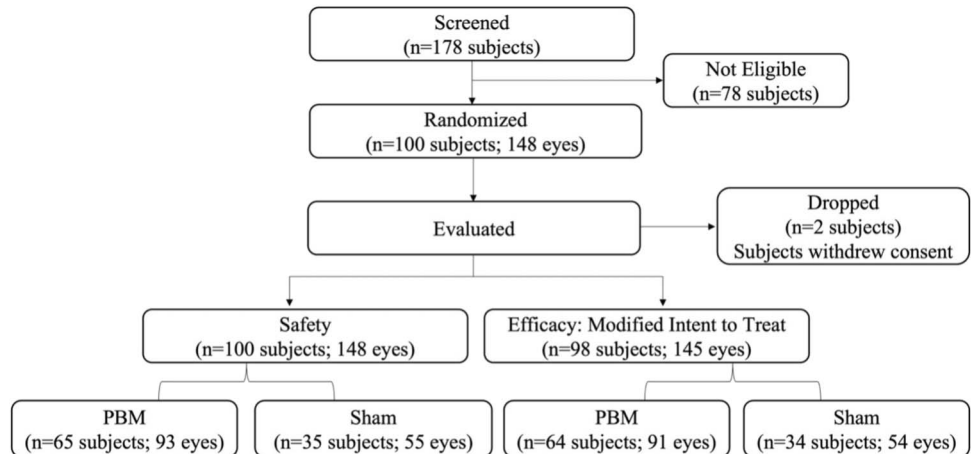 Screened
(n=178 subjects)
Not Eligible
(n=78 subjects)
Randomized
(n=100 subjects; 148 eyes)
Dropped
(n=2 subjects)
Subjects withdrew consent
Evaluated
Safety
(n=100 subjects; 148 eyes)
Efficacy: Modified Intent to Treat
(n=98 subjects; 145 eyes)
PBM
(n=65 subjects; 93 eyes)
Sham
(n=35 subjects; 55 eyes)
PBM
(n=64 subjects; 91 eyes)
Sham
(n=34 subjects; 54 eyes)